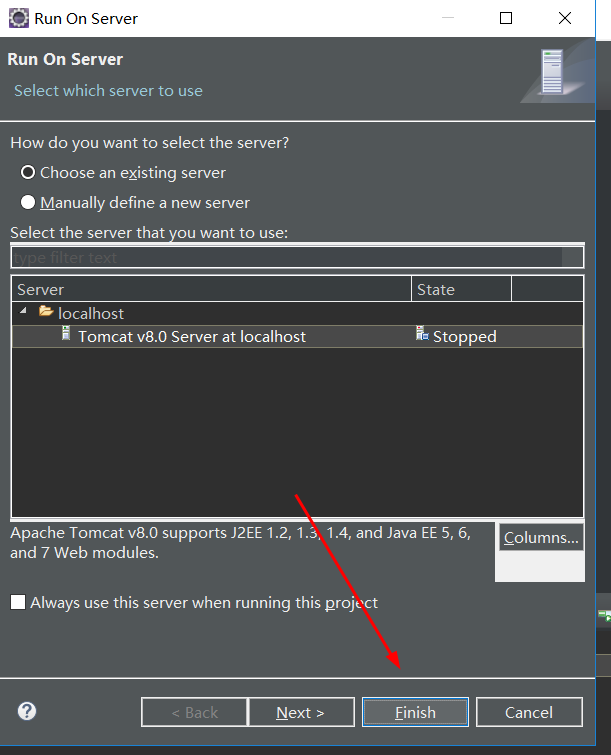 Run On Server
Run On Server
Select which server to use
How do you want to select the server?
Choose an existing server
Manually define a new server
Select the server that you want to use:
type filter text
Server State
localhost
Tomcat v8.0 Server at localhost Stopped
Apache Tomcat v8.0 supports J2EE 1.2, 1.3, 1.4, and Java EE 5, 6,
and 7 Web modules.
Columns...
Always use this server when running this project
? < Back Next > Finish Cancel